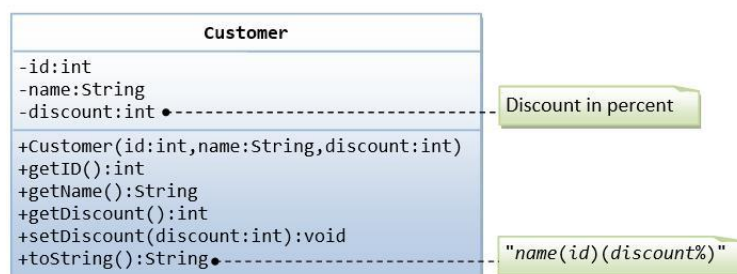 Customer
-id:int
-name:String
-discount:int
Discount in percent
+Customer(id:int,name:String,discount:int)
+getID():int
+getName():String
+getDiscount():int
+setDiscount(discount:int):void
+toString():String
"name(id)(discount%)"